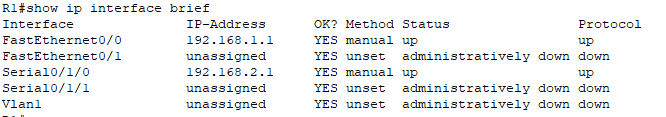 R1#show ip interface brief
Interface              IP-Address      OK? Method Status                Protocol
FastEthernet0/0        192.168.1.1     YES manual up                    up
FastEthernet0/1        unassigned      YES unset  administratively down down
Serial0/1/0            192.168.2.1     YES manual up                    up
Serial0/1/1            unassigned      YES unset  administratively down down
Vlan1                  unassigned      YES unset  administratively down down